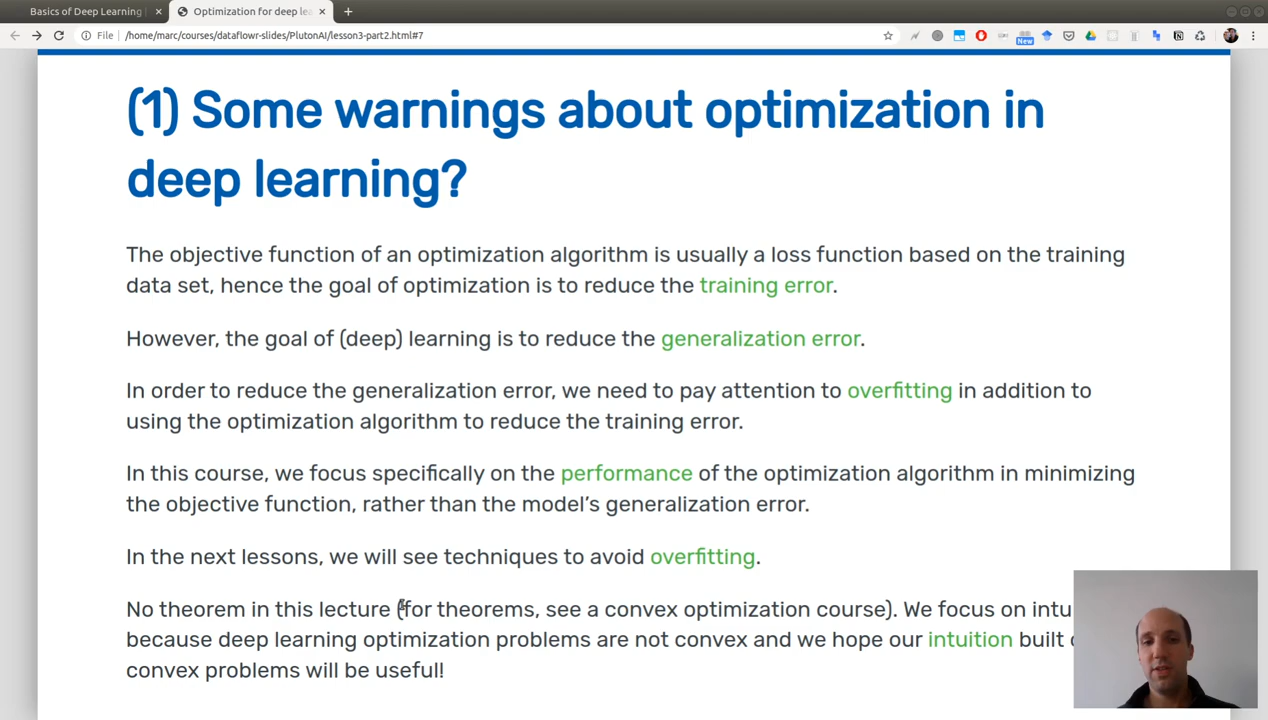 Basics of Deep Learning
Optimization for deep le
File
/home/marc/courses/dataflowr-slides/PlutonAI/lesson3-part2.html#7
New
(1) Some warnings about optimization in
deep learning?
The objective function of an optimization algorithm is usually a loss function based on the training
data set, hence the goal of optimization is to reduce the training error.
However, the goal of (deep) learning is to reduce the generalization error.
In order to reduce the generalization error, we need to pay attention to overfitting in addition to
using the optimization algorithm to reduce the training error.
In this course, we focus specifically on the performance of the optimization algorithm in minimizing
the objective function, rather than the model's generalization error.
In the next lessons, we will see techniques to avoid overfitting.
No theorem in this lecture (for theorems, see a convex optimization course). We focus on intu
because deep learning optimization problems are not convex and we hope our intuition built
convex problems will be useful!